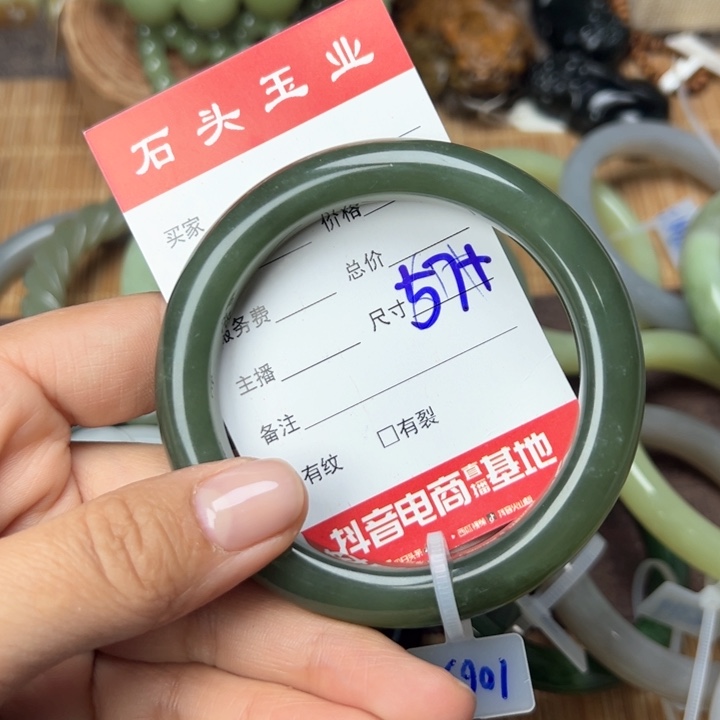 石头玉业
买家
价格
总价
服务费
尺寸 57+
主播
备注
有纹
□有裂
抖音电商直播基地
6901